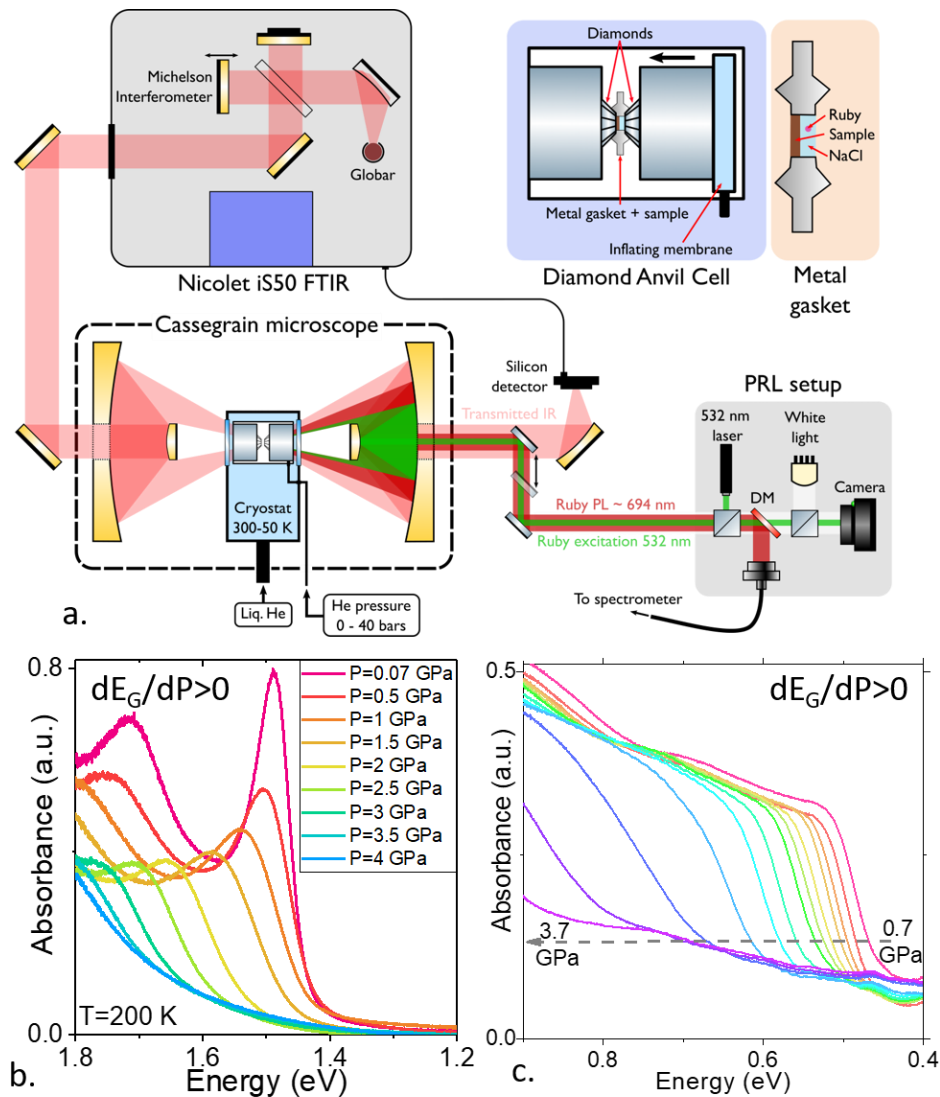 Michelson
Interferometer
Globar
Nicolet iS50 FTIR
Diamonds
Metal gasket + sample
Inflating membrane
Diamond Anvil Cell
Ruby
Sample
NaCl
Metal
gasket
Cassegrain microscope
Cryostat
300-50 K
Liq. He
He pressure
0 - 40 bars
Silicon
detector
Transmitted IR
Ruby PL ~ 694 nm
Ruby excitation 532 nm
PRL setup
532 nm
laser
White
light
DM
Camera
To spectrometer
a.
0.8
dE_G/dP>0
P=0.07 GPa
P=0.5 GPa
P=1 GPa
P=1.5 GPa
P=2 GPa
P=2.5 GPa
P=3 GPa
P=3.5 GPa
P=4 GPa
Absorbance (a.u.)
T=200 K
0.0
1.8
1.6
1.4
1.2
Energy (eV)
b.
0.5
dE_G/dP>0
Absorbance (a.u.)
3.7
GPa
0.7
GPa
0.0
0.8
0.6
0.4
Energy (eV)
c.